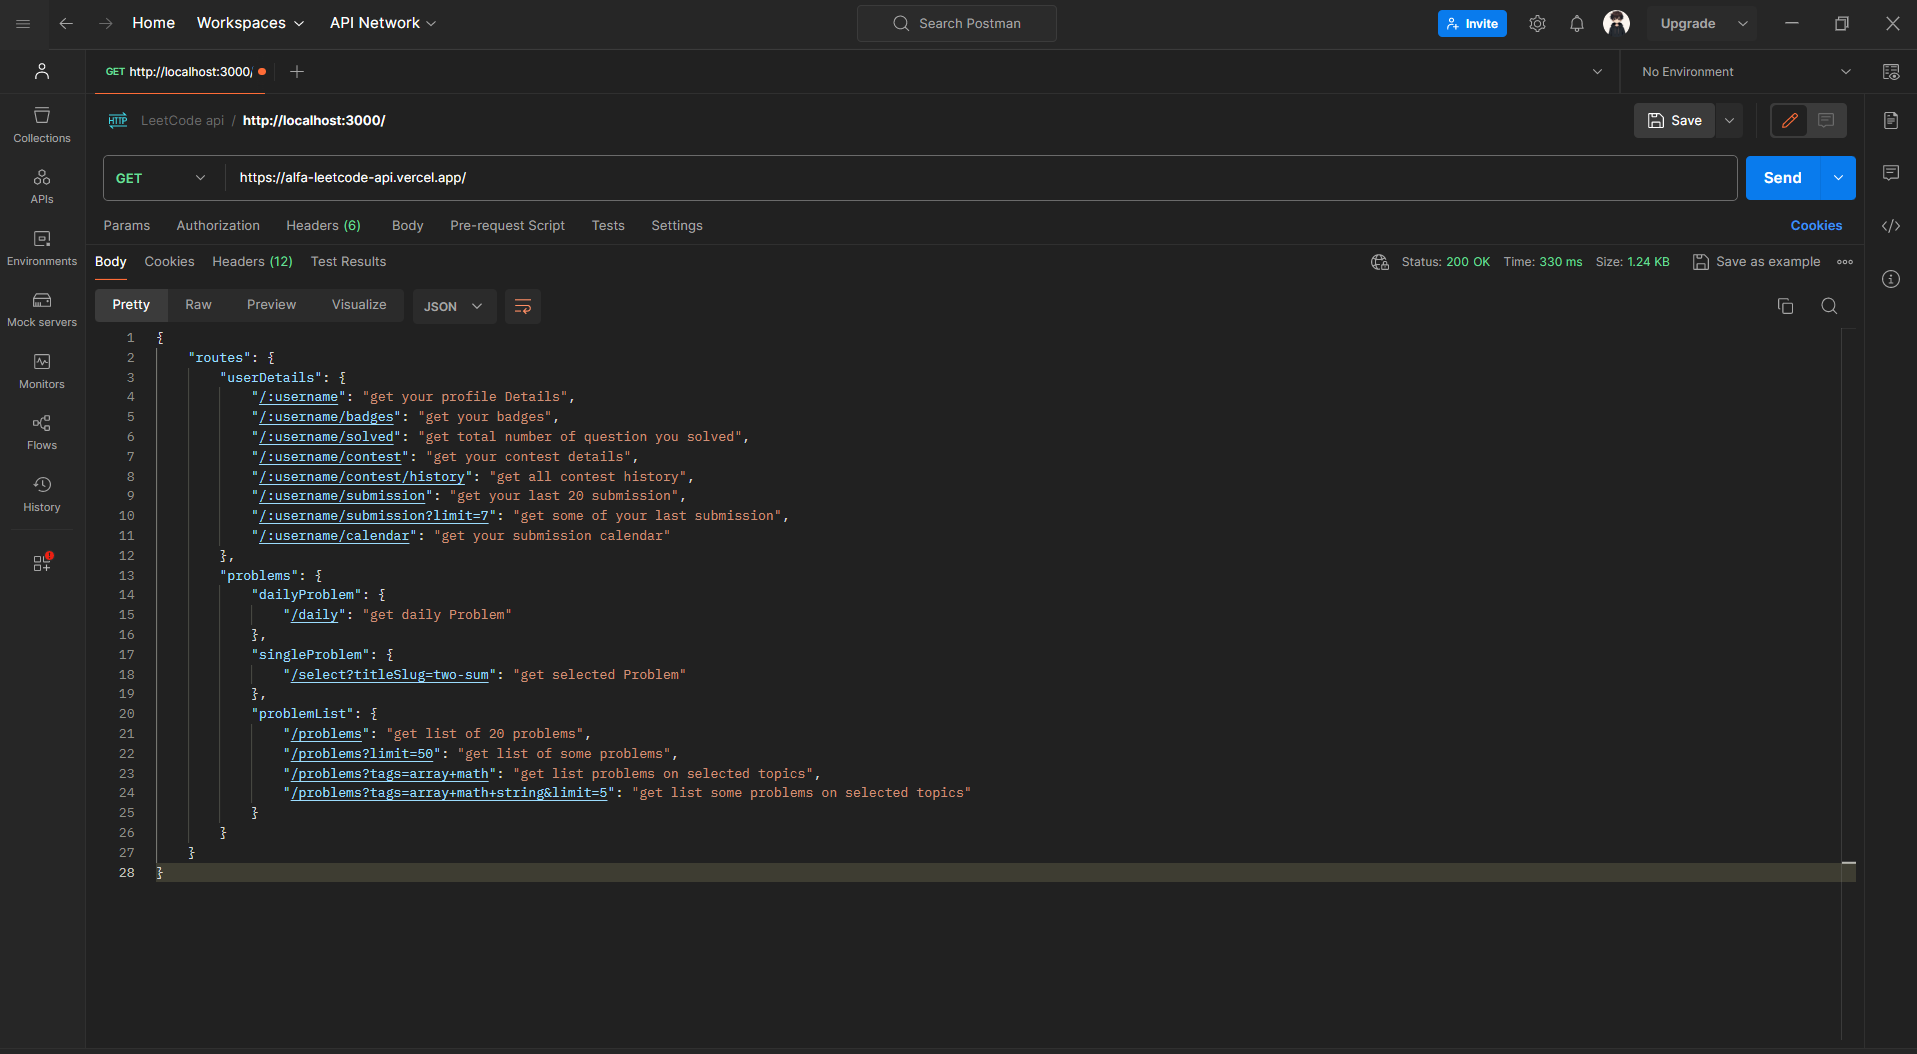 Home Workspaces API Network Search Postman Invite Upgrade
GET http://localhost:3000/ No Environment
HTTP LeetCode api / http://localhost:3000/ Save
Collections
GET https://alfa-leetcode-api.vercel.app/ Send
APIs
Params Authorization Headers (6) Body Pre-request Script Tests Settings Cookies
Environments
Body Cookies Headers (12) Test Results Status: 200 OK Time: 330 ms Size: 1.24 KB Save as example
Mock servers
Pretty Raw Preview Visualize JSON
Monitors
Flows
History
1 {
2 "routes": {
3 "userDetails": {
4 "/:username": "get your profile Details",
5 "/:username/badges": "get your badges",
6 "/:username/solved": "get total number of question you solved",
7 "/:username/contest": "get your contest details",
8 "/:username/contest/history": "get all contest history",
9 "/:username/submission": "get your last 20 submission",
10 "/:username/submission?limit=7": "get some of your last submission",
11 "/:username/calendar": "get your submission calendar"
12 },
13 "problems": {
14 "dailyProblem": {
15 "/daily": "get daily Problem"
16 },
17 "singleProblem": {
18 "/select?titleSlug=two-sum": "get selected Problem"
19 },
20 "problemList": {
21 "/problems": "get list of 20 problems",
22 "/problems?limit=50": "get list of some problems",
23 "/problems?tags=array+math": "get list problems on selected topics",
24 "/problems?tags=array+math+string&limit=5": "get list some problems on selected topics"
25 }
26 }
27 }
28 }